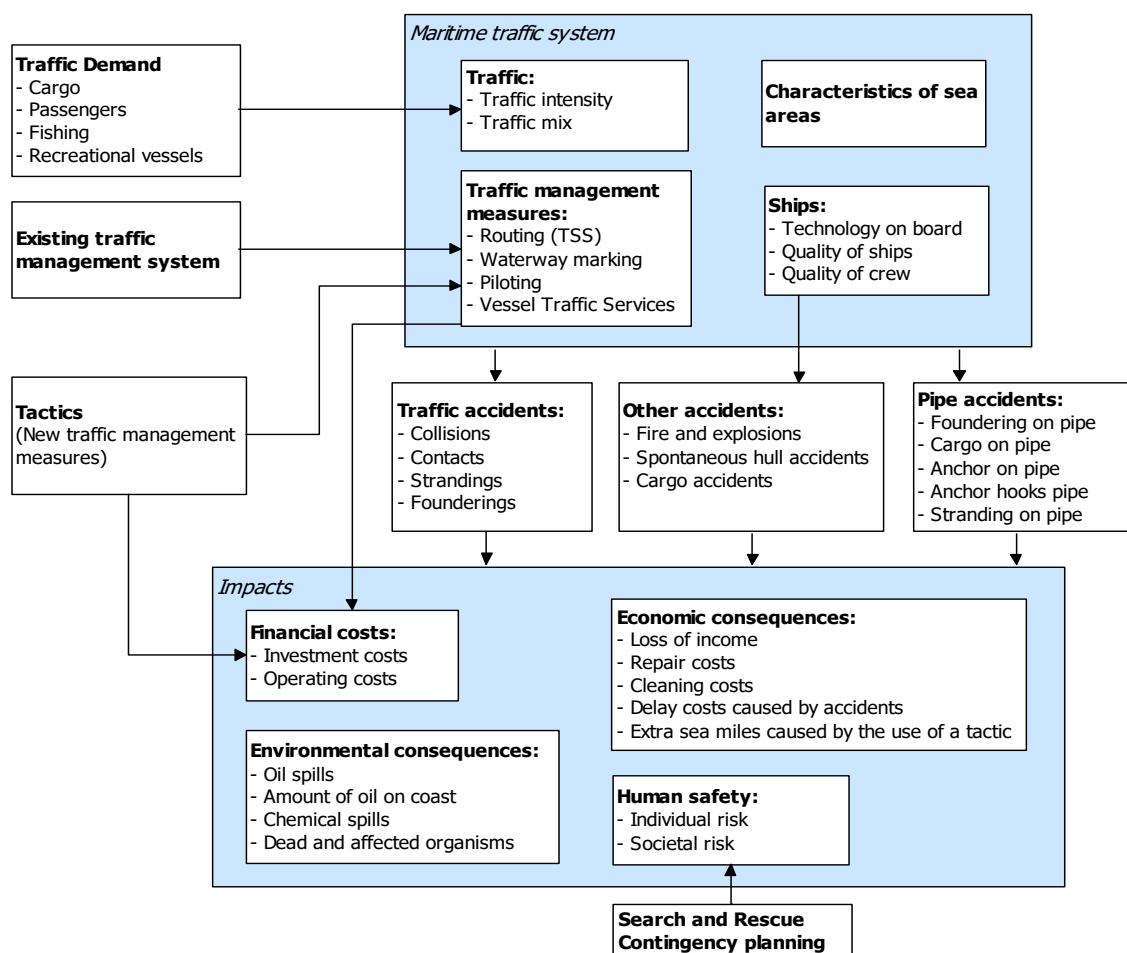 Maritime traffic system
Traffic Demand
- Cargo
- Passengers
- Fishing
- Recreational vessels
Traffic:
- Traffic intensity
- Traffic mix
Characteristics of sea
areas
Existing traffic
management system
Traffic management
measures:
- Routing (TSS)
- Waterway marking
- Piloting
- Vessel Traffic Services
Ships:
- Technology on board
- Quality of ships
- Quality of crew
Tactics
(New traffic management
measures)
Traffic accidents:
- Collisions
- Contacts
- Strandings
- Founderings
Other accidents:
- Fire and explosions
- Spontaneous hull accidents
- Cargo accidents
Pipe accidents:
- Foundering on pipe
- Cargo on pipe
- Anchor on pipe
- Anchor hooks pipe
- Stranding on pipe
Impacts
Financial costs:
- Investment costs
- Operating costs
Economic consequences:
- Loss of income
- Repair costs
- Cleaning costs
- Delay costs caused by accidents
- Extra sea miles caused by the use of a tactic
Environmental consequences:
- Oil spills
- Amount of oil on coast
- Chemical spills
- Dead and affected organisms
Human safety:
- Individual risk
- Societal risk
Search and Rescue
Contingency planning